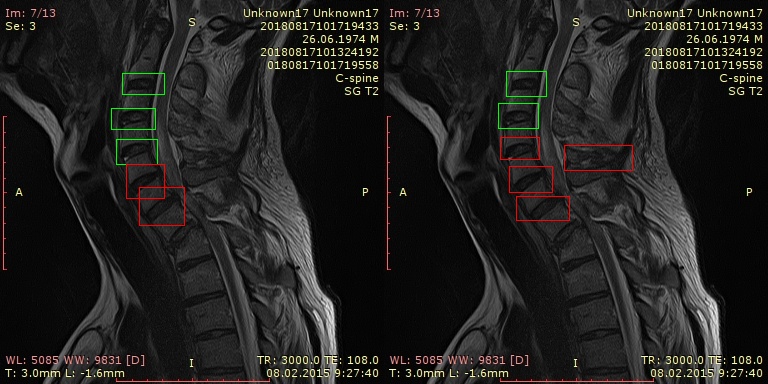 Im: 7/13
Se: 3
S
Unknown17 Unknown17
20180817101719433
26.06.1974 M
20180817101324192
0180817101719558
C-spine
SG T2
A
P
WL: 5085 WW: 9831 [D]
T: 3.0mm L: -1.6mm
I
TR: 3000.0 TE: 108.0
08.02.2015 9:27:40
Im: 7/13
Se: 3
S
Unknown17 Unknown17
20180817101719433
26.06.1974 M
20180817101324192
0180817101719558
C-spine
SG T2
A
P
WL: 5085 WW: 9831 [D]
T: 3.0mm L: -1.6mm
I
TR: 3000.0 TE: 108.0
08.02.2015 9:27:40